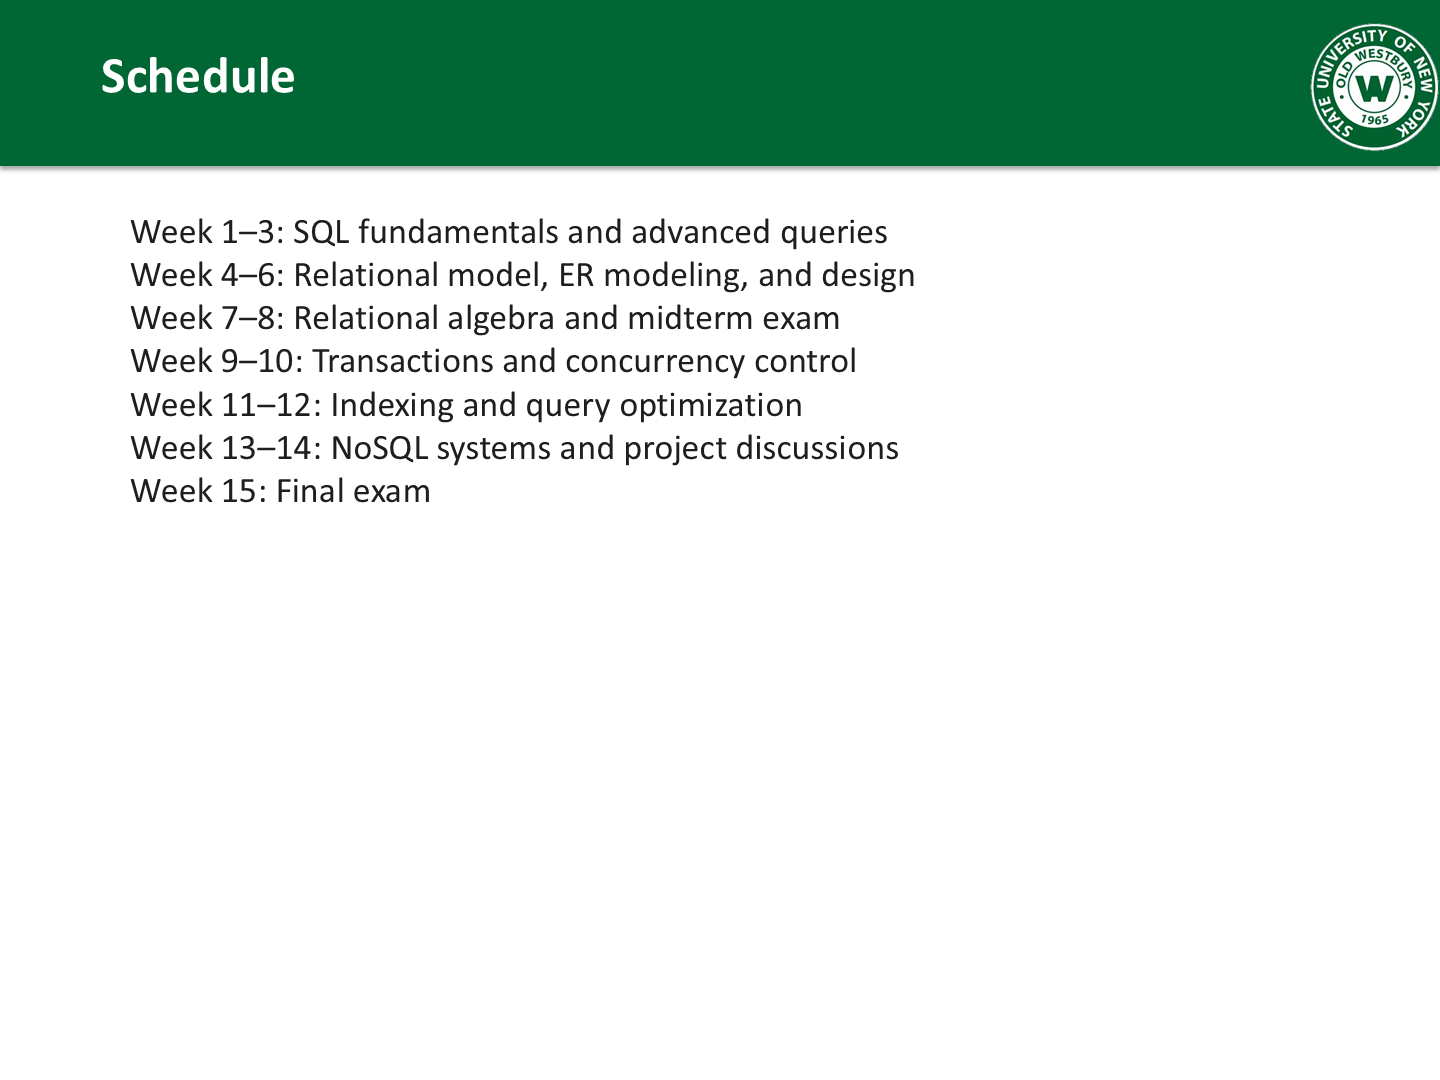 Schedule
STATE UNIVERSITY OF NEW YORK
OLD WESTBURY
W
1965
Week 1–3: SQL fundamentals and advanced queries
Week 4–6: Relational model, ER modeling, and design
Week 7–8: Relational algebra and midterm exam
Week 9–10: Transactions and concurrency control
Week 11–12: Indexing and query optimization
Week 13–14: NoSQL systems and project discussions
Week 15: Final exam